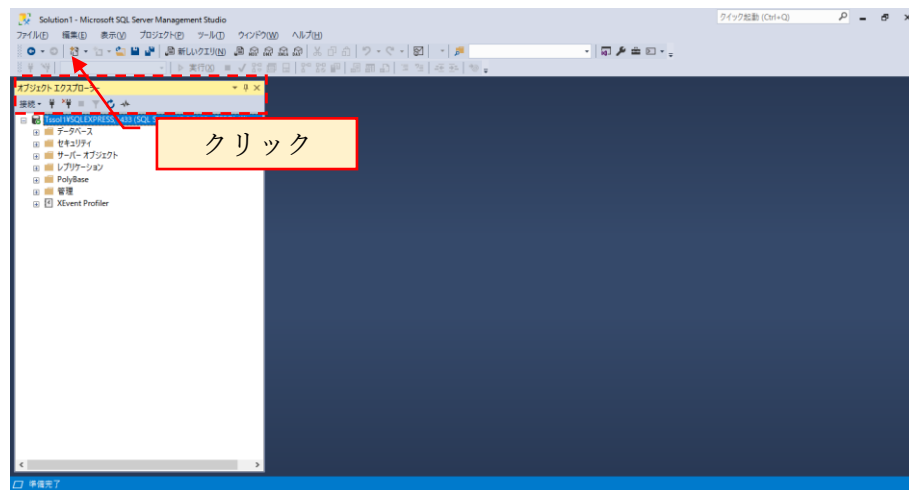 Solution1 - Microsoft SQL Server Management Studio
クイック起動 (Ctrl+Q)
ファイル(F) 編集(E) 表示(V) プロジェクト(P) ツール(T) ウィンドウ(W) ヘルプ(H)
新しいクエリ(N)
実行(X)
オブジェクト エクスプローラー
接続
Tssol1¥SQLEXPRESS,1433 (SQL
データベース
セキュリティ
サーバー オブジェクト
レプリケーション
PolyBase
管理
XEvent Profiler
クリック
準備完了